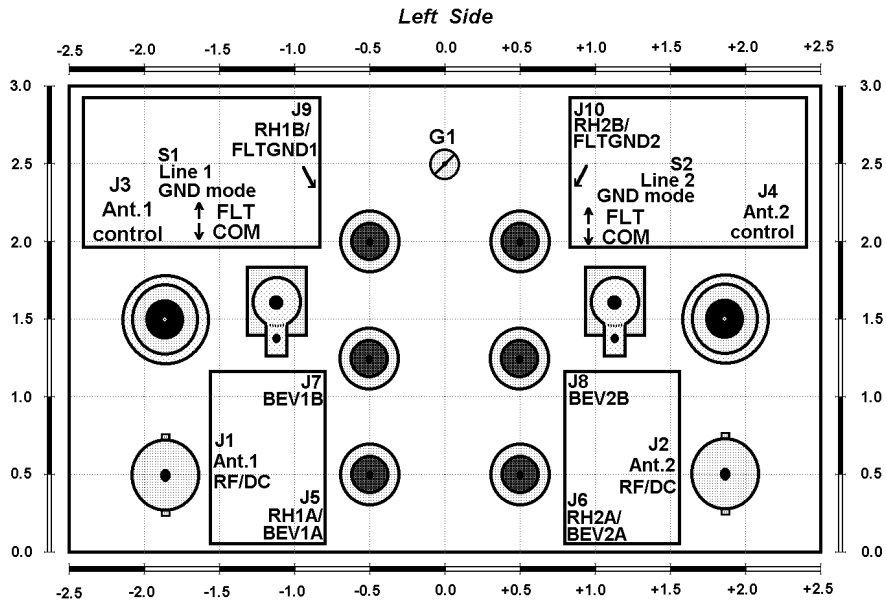 Left Side
-2.5 -2.0 -1.5 -1.0 -0.5 0.0 +0.5 +1.0 +1.5 +2.0 +2.5
3.0 3.0
J9
RH1B/
FLTGND1
S1
Line 1
GND mode
FLT
COM
J3
Ant.1
control
G1
J10
RH2B/
FLTGND2
S2
Line 2
GND mode
FLT
COM
J4
Ant.2
control
2.5 2.5
2.0 2.0
1.5 1.5
J7
BEV1B
J8
BEV2B
1.0 1.0
J1
Ant.1
RF/DC
J2
Ant.2
RF/DC
0.5 0.5
J5
RH1A/
BEV1A
J6
RH2A/
BEV2A
0.0 0.0
-2.5 -2.0 -1.5 -1.0 -0.5 0.0 +0.5 +1.0 +1.5 +2.0 +2.5